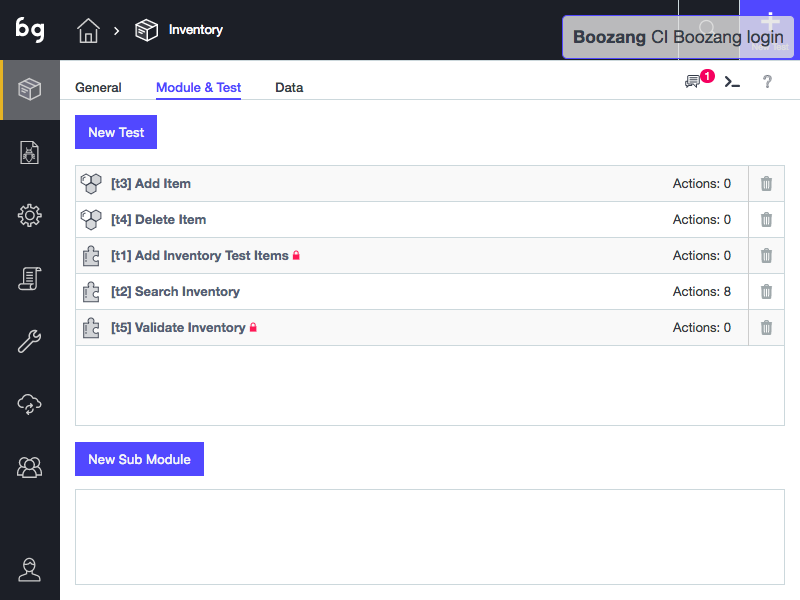 bg
Inventory
Boozang CI Boozang login
General
Module & Test
Data
1
?
New Test
[t3] Add Item
Actions: 0
[t4] Delete Item
Actions: 0
[t1] Add Inventory Test Items
Actions: 0
[t2] Search Inventory
Actions: 8
[t5] Validate Inventory
Actions: 0
New Sub Module